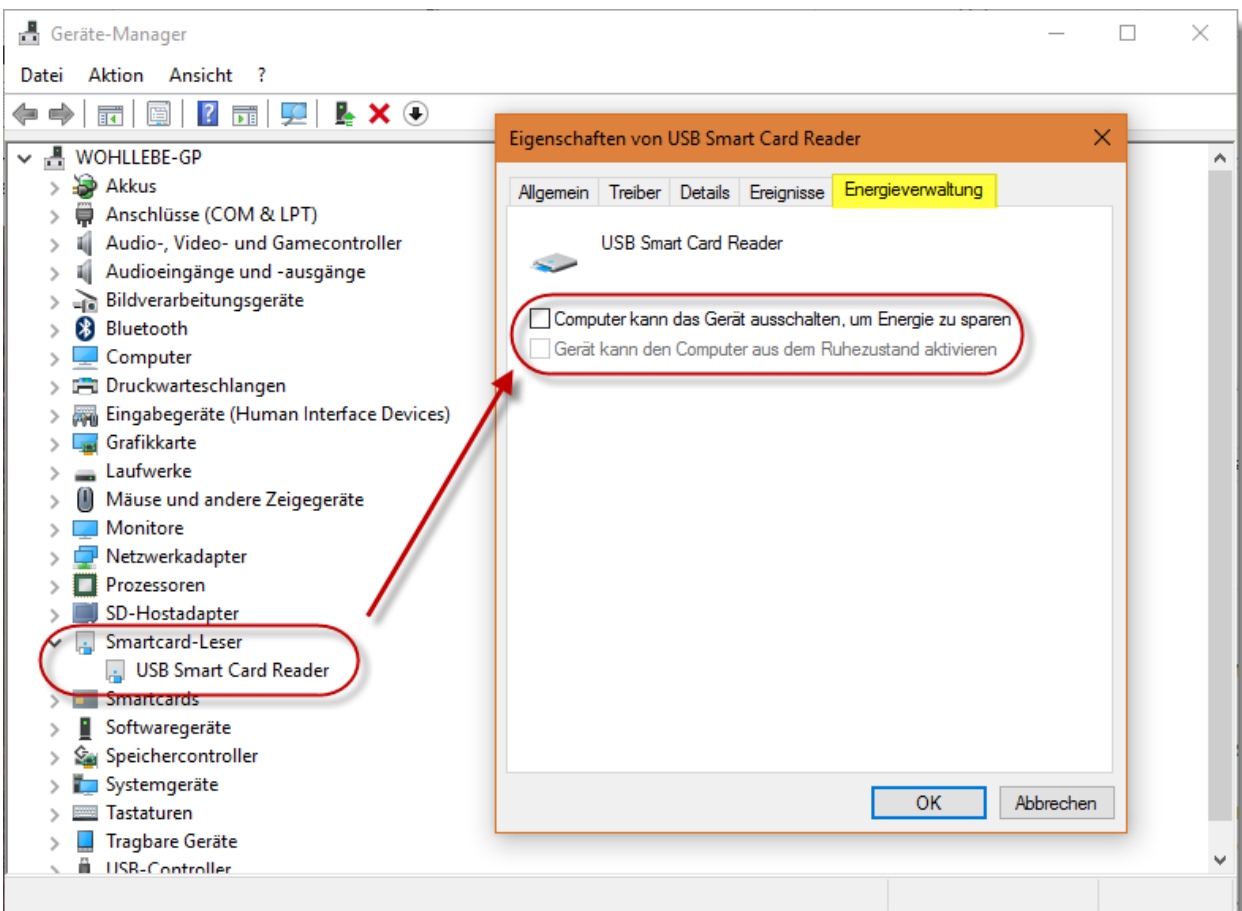 Geräte-Manager
Datei Aktion Ansicht ?
WOHLLEBE-GP
Akkus
Anschlüsse (COM & LPT)
Audio-, Video- und Gamecontroller
Audioeingänge und -ausgänge
Bildverarbeitungsgeräte
Bluetooth
Computer
Druckwarteschlangen
Eingabegeräte (Human Interface Devices)
Grafikkarte
Laufwerke
Mäuse und andere Zeigegeräte
Monitore
Netzwerkadapter
Prozessoren
SD-Hostadapter
Smartcard-Leser
USB Smart Card Reader
Smartcards
Softwaregeräte
Speichercontroller
Systemgeräte
Tastaturen
Tragbare Geräte
USB-Controller
Eigenschaften von USB Smart Card Reader
Allgemein Treiber Details Ereignisse Energieverwaltung
USB Smart Card Reader
Computer kann das Gerät ausschalten, um Energie zu sparen
Gerät kann den Computer aus dem Ruhezustand aktivieren
OK Abbrechen